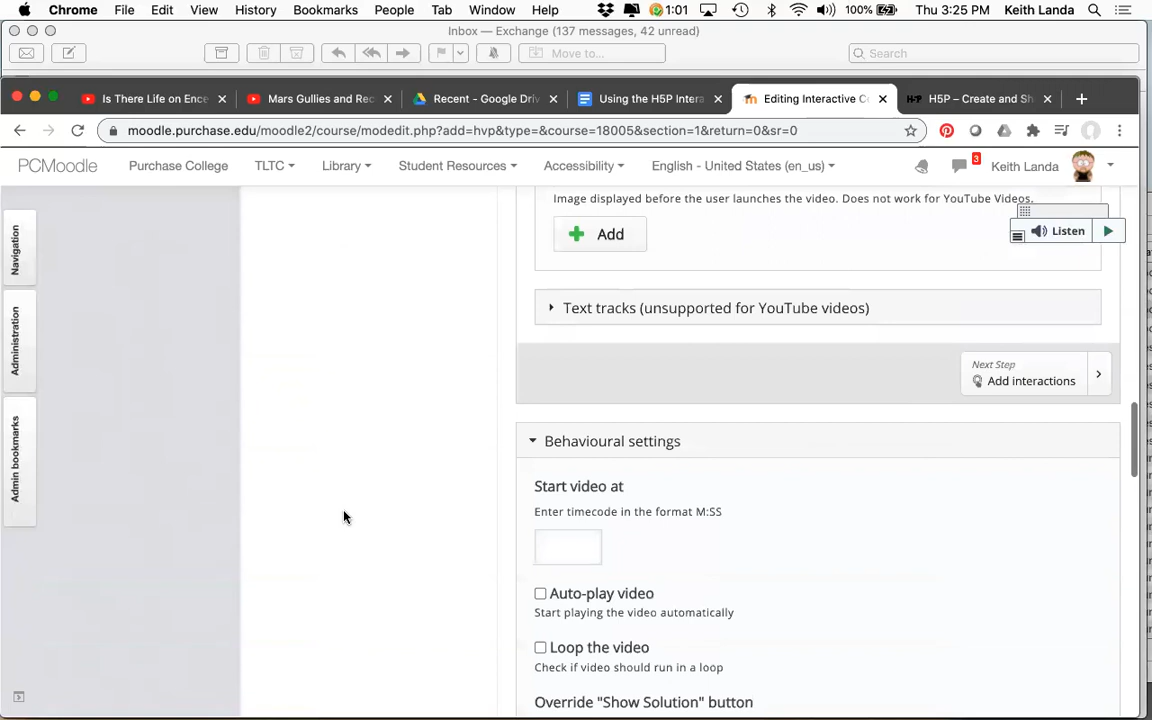 Chrome File Edit View History Bookmarks People Tab Window Help 1:01 100% Thu 3:25 PM Keith Landa
Inbox — Exchange (137 messages, 42 unread)
Move to...
Search
Is There Life on Ence
Mars Gullies and Rec
Recent - Google Driv
Using the H5P Intera
Editing Interactive Co
H5P – Create and Sh
moodle.purchase.edu/moodle2/course/modedit.php?add=hvp&type=&course=18005&section=1&return=0&sr=0
PCMoodle Purchase College TLTC Library Student Resources Accessibility English - United States (en_us) 3 Keith Landa
Navigation
Administration
Admin bookmarks
Image displayed before the user launches the video. Does not work for YouTube Videos.
Listen
Add
Text tracks (unsupported for YouTube videos)
Next Step
Add interactions
Behavioural settings
Start video at
Enter timecode in the format M:SS
Auto-play video
Start playing the video automatically
Loop the video
Check if video should run in a loop
Override "Show Solution" button